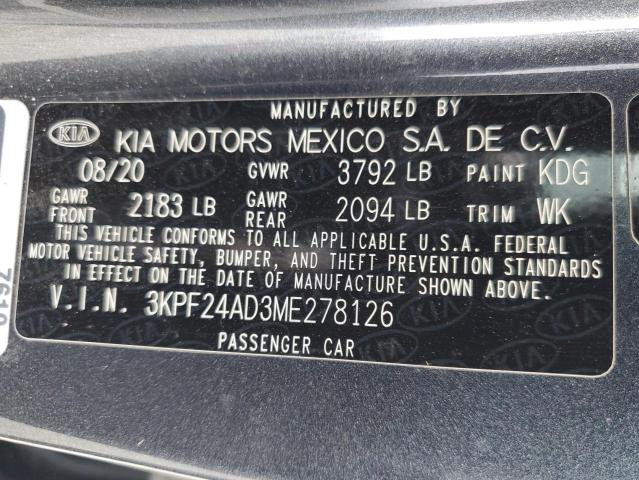 MANUFACTURED BY
KIA KIA MOTORS MEXICO S.A. DE C.V.
08/20 GVWR 3792 LB PAINT KDG
GAWR FRONT 2183 LB GAWR REAR 2094 LB TRIM WK
THIS VEHICLE CONFORMS TO ALL APPLICABLE U.S.A. FEDERAL
MOTOR VEHICLE SAFETY, BUMPER, AND THEFT PREVENTION STANDARDS
IN EFFECT ON THE DATE OF MANUFACTURE SHOWN ABOVE.
V.I.N. 3KPF24AD3ME278126
PASSENGER CAR